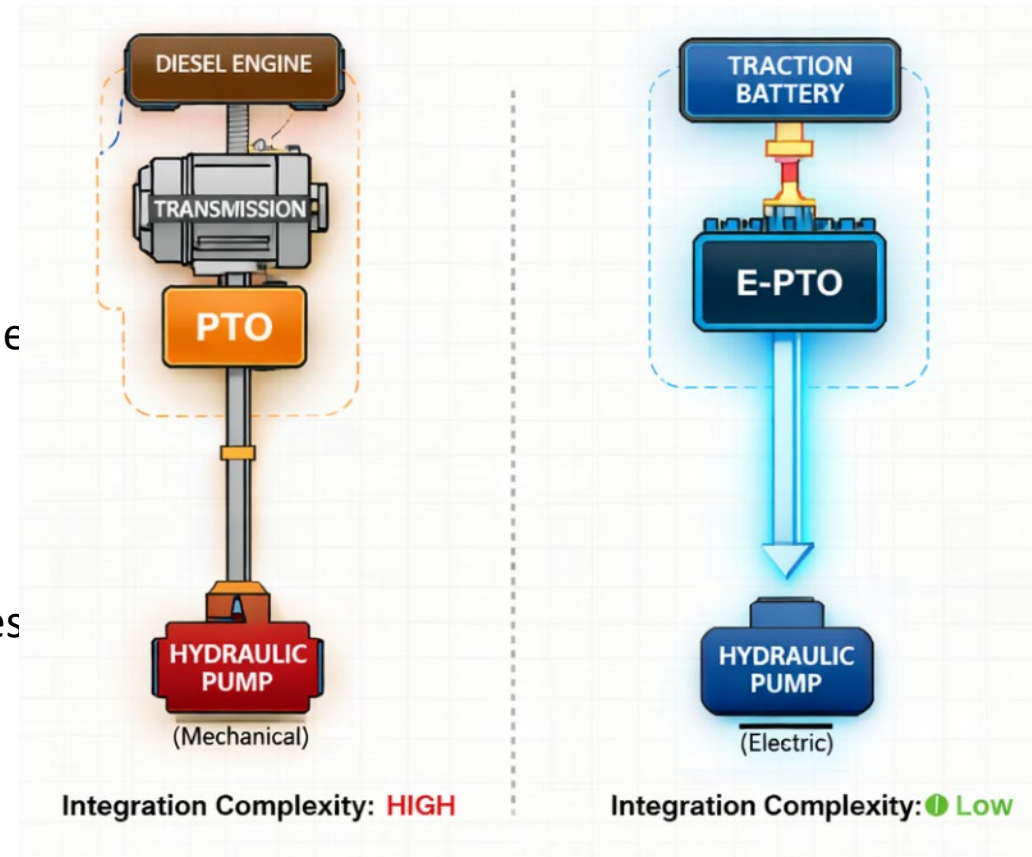 DIESEL ENGINE
TRANSMISSION
PTO
HYDRAULIC
PUMP
(Mechanical)
Integration Complexity: HIGH
TRACTION
BATTERY
E-PTO
HYDRAULIC
PUMP
(Electric)
Integration Complexity: Low